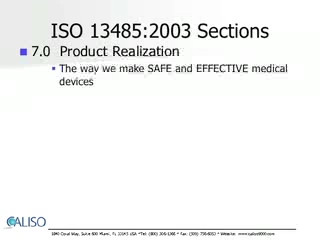 ISO 13485:2003 Sections
7.0 Product Realization
The way we make SAFE and EFFECTIVE medical
devices
CALISO